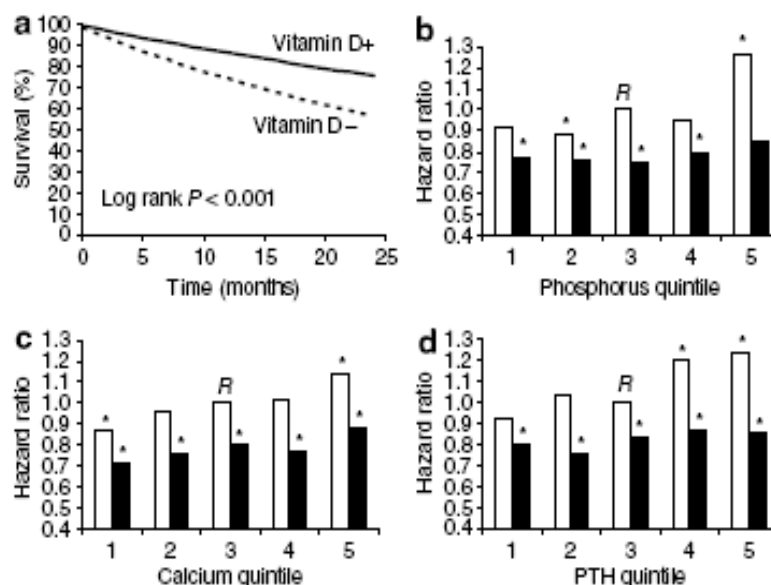 a
100
90
80
70
60
50
40
30
20
10
0
Survival (%)
Vitamin D+
Vitamin D–
Log rank P < 0.001
0 5 10 15 20 25
Time (months)
b
1.3
1.2
1.1
1.0
0.9
0.8
0.7
0.6
0.5
0.4
Hazard ratio
* * * R * * *
1 2 3 4 5
Phosphorus quintile
c
1.3
1.2
1.1
1.0
0.9
0.8
0.7
0.6
0.5
0.4
Hazard ratio
* * * R * * * *
1 2 3 4 5
Calcium quintile
d
1.3
1.2
1.1
1.0
0.9
0.8
0.7
0.6
0.5
0.4
Hazard ratio
* * R * * * * *
1 2 3 4 5
PTH quintile